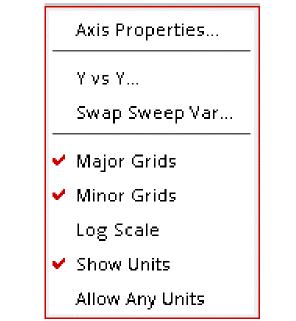 Axis Properties...
Y vs Y...
Swap Sweep Var...
Major Grids
Minor Grids
Log Scale
Show Units
Allow Any Units